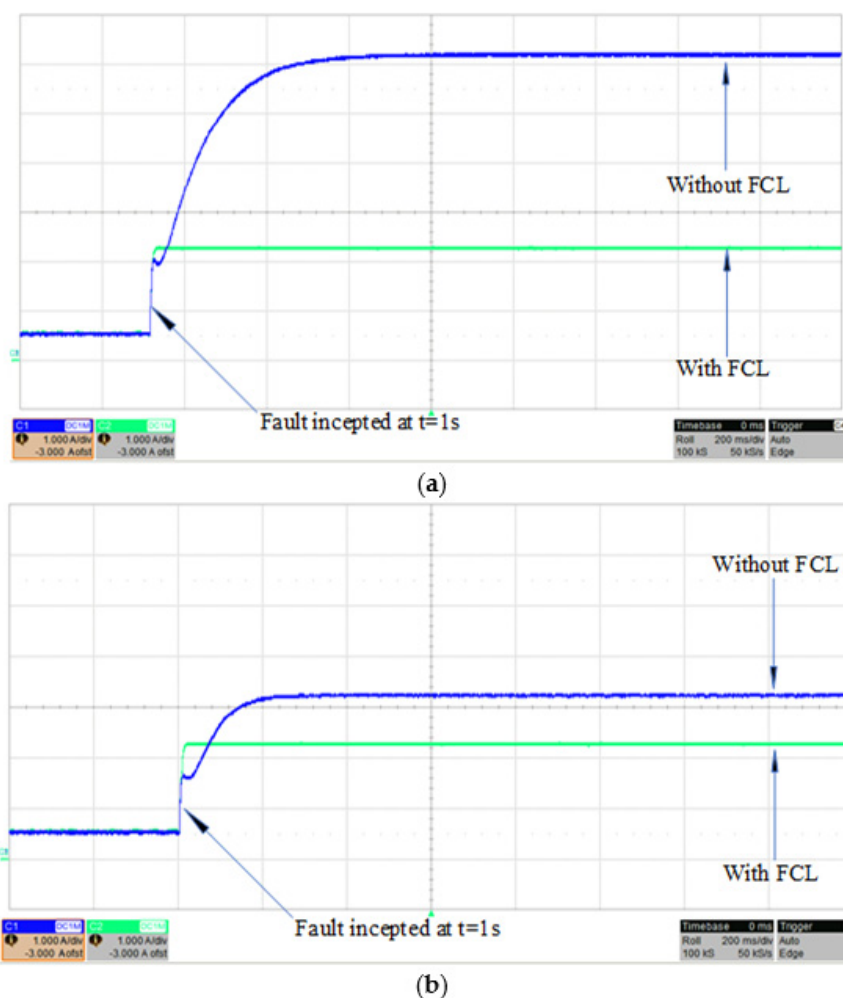 Without FCL
With FCL
Fault incepted at t=1s
C1 DC1M C2 DC1M
1.000 A/div 1.000 A/div
-3.000 A ofst -3.000 A ofst
Timebase 0 ms Trigger
Roll 200 ms/div Auto
100 kS 50 kS/s Edge
(a)
Without FCL
With FCL
Fault incepted at t=1s
C1 DC1M C2 DC1M
1.000 A/div 1.000 A/div
-3.000 A ofst -3.000 A ofst
Timebase 0 ms Trigger
Roll 200 ms/div Auto
100 kS 50 kS/s Edge
(b)